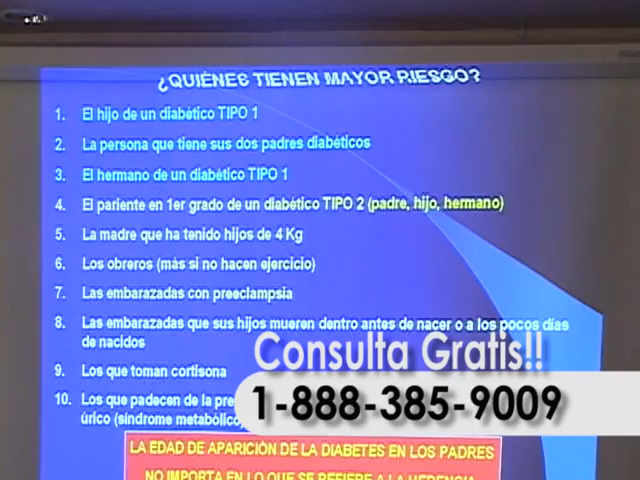 ¿QUIÉNES TIENEN MAYOR RIESGO?
1. El hijo de un diabético TIPO 1
2. La persona que tiene sus dos padres diabéticos
3. El hermano de un diabético TIPO 1
4. El pariente en 1er grado de un diabético TIPO 2 (padre, hijo, hermano)
5. La madre que ha tenido hijos de 4 Kg
6. Los obreros (más si no hacen ejercicio)
7. Las embarazadas con preeclampsia
8. Las embarazadas que sus hijos mueren dentro antes de nacer o a los pocos días
de nacidos
9. Los que toman cortisona
10. Los que padecen de la
úrico (síndrome metabólico)
Consulta Gratis!!
1-888-385-9009
LA EDAD DE APARICIÓN DE LA DIABETES EN LOS PADRES
NO IMPORTA EN LO QUE SE REFIERE A LA HERENCIA